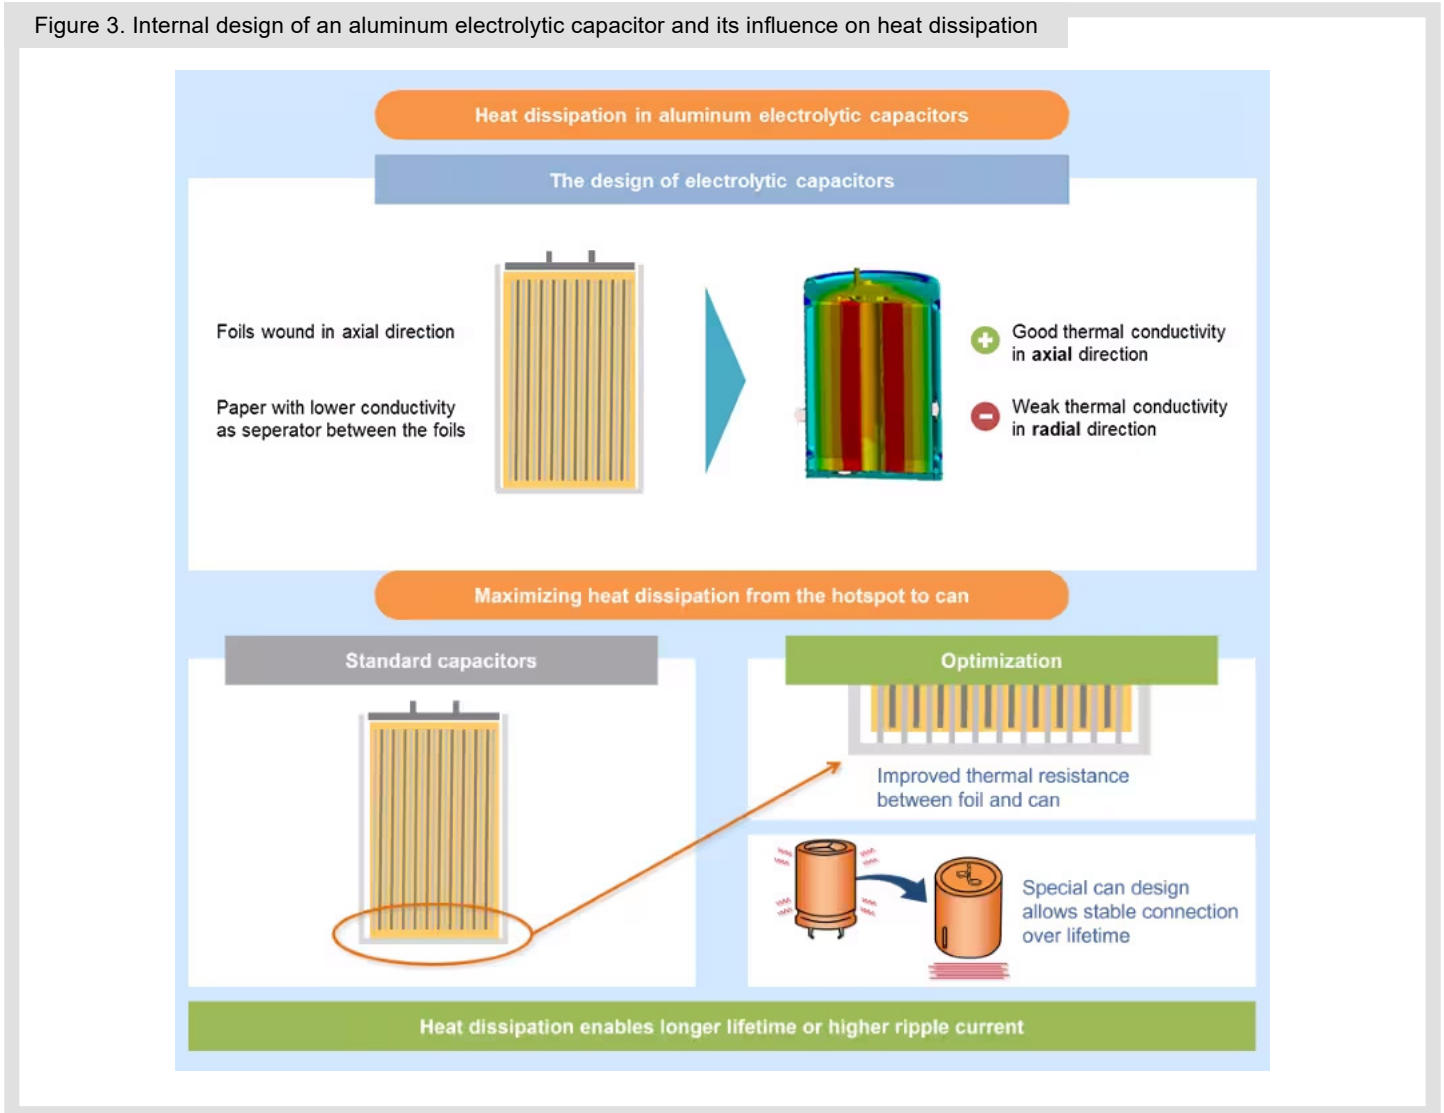 Figure 3. Internal design of an aluminum electrolytic capacitor and its influence on heat dissipation
Heat dissipation in aluminum electrolytic capacitors
The design of electrolytic capacitors
Foils wound in axial direction
Paper with lower conductivity
as seperator between the foils
Good thermal conductivity
in axial direction
Weak thermal conductivity
in radial direction
Maximizing heat dissipation from the hotspot to can
Standard capacitors
Optimization
Improved thermal resistance
between foil and can
Special can design
allows stable connection
over lifetime
Heat dissipation enables longer lifetime or higher ripple current